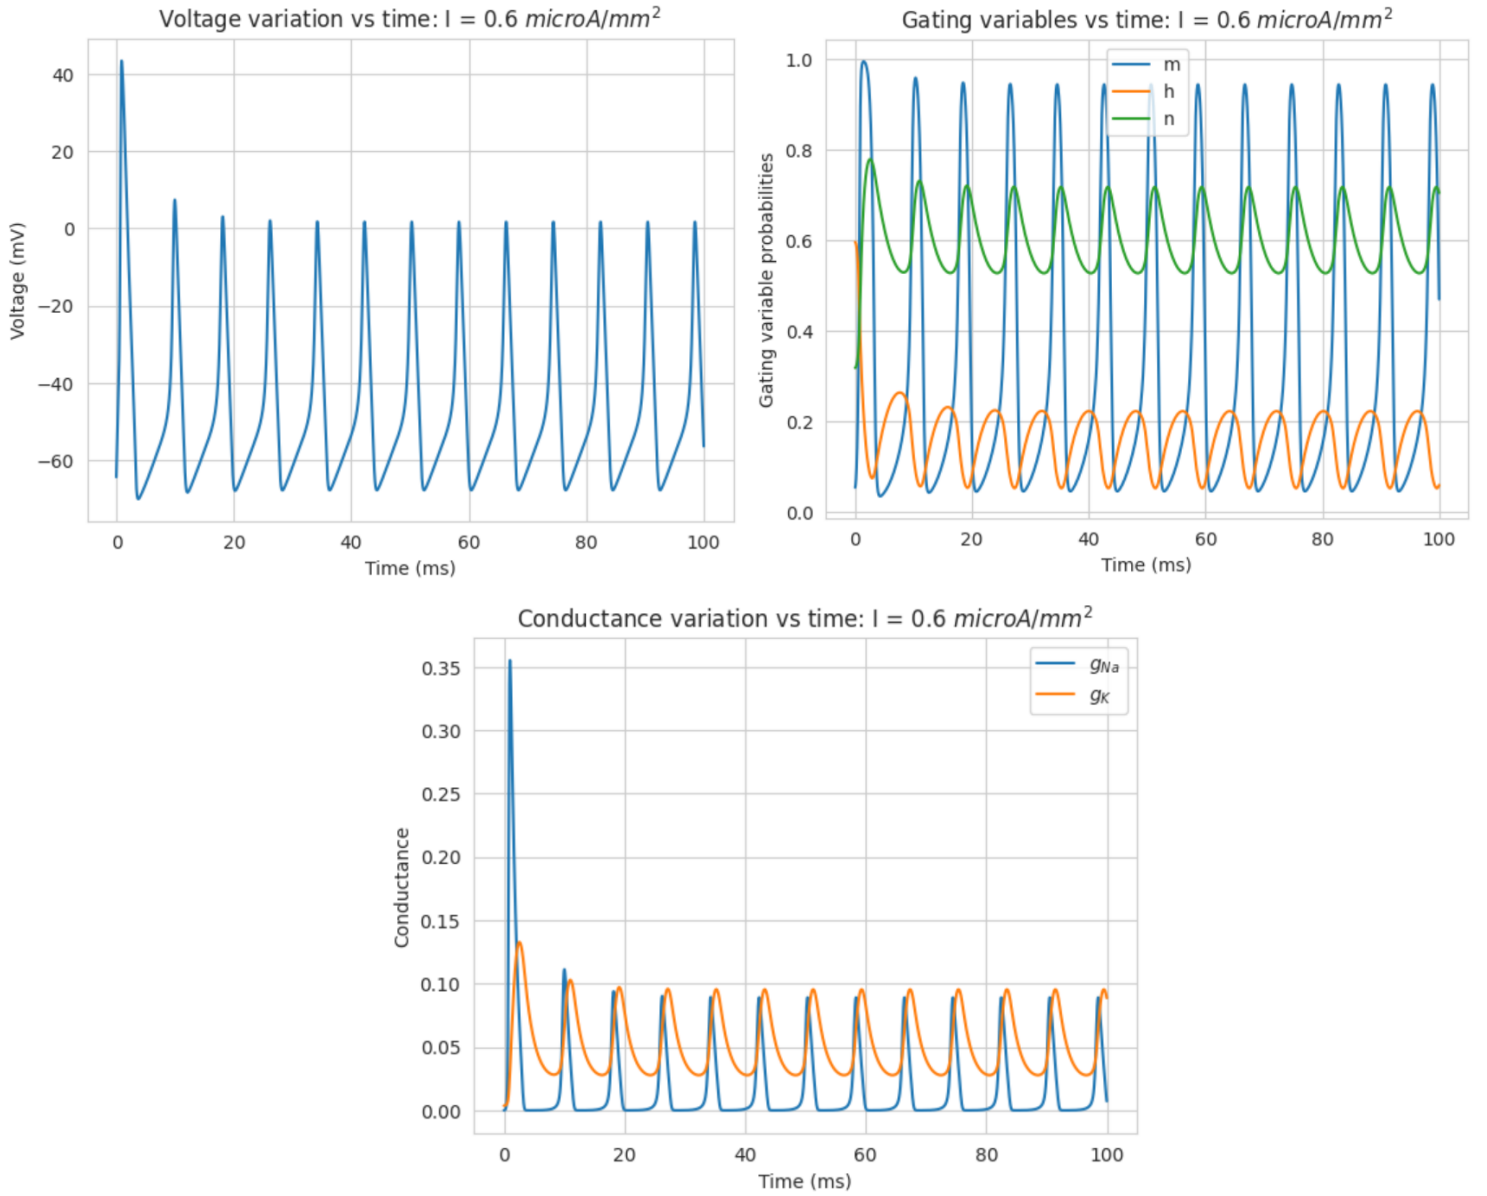 Voltage variation vs time: I = 0.6 microA/mm²
40
20
0
−20
−40
−60
Voltage (mV)
0 20 40 60 80 100
Time (ms)
Gating variables vs time: I = 0.6 microA/mm²
m
h
n
1.0
0.8
0.6
0.4
0.2
0.0
Gating variable probabilities
0 20 40 60 80 100
Time (ms)
Conductance variation vs time: I = 0.6 microA/mm²
g_Na
g_K
0.35
0.30
0.25
0.20
0.15
0.10
0.05
0.00
Conductance
0 20 40 60 80 100
Time (ms)